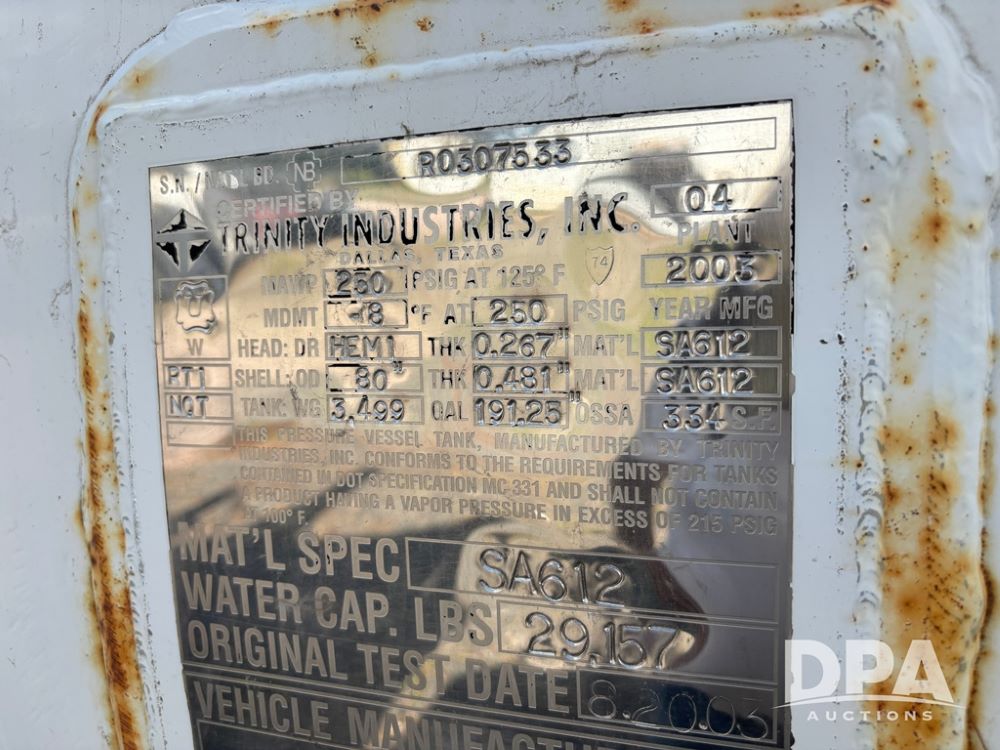 S.N. / NAT'L BD. NB R0307533
CERTIFIED BY 04
TRINITY INDUSTRIES, INC. PLANT
DALLAS, TEXAS 74
MAWP 250 PSIG AT 125° F 2003
MDMT -18 °F AT 250 PSIG YEAR MFG
W HEAD: DR HEMI THK 0.267" MAT'L SA612
RT1 SHELL: OD 80" THK 0.481" MAT'L SA612
NQT TANK: WG 3,499 GAL 191.25" OSSA 334 S.F.
THIS PRESSURE VESSEL TANK, MANUFACTURED BY TRINITY
INDUSTRIES, INC. CONFORMS TO THE REQUIREMENTS FOR TANKS
CONTAINED IN DOT SPECIFICATION MC-331 AND SHALL NOT CONTAIN
A PRODUCT HAVING A VAPOR PRESSURE IN EXCESS OF 215 PSIG
AT 100° F.
MAT'L SPEC SA612
WATER CAP. LBS 29,157
ORIGINAL TEST DATE 8.20.03
VEHICLE
DPA
AUCTIONS